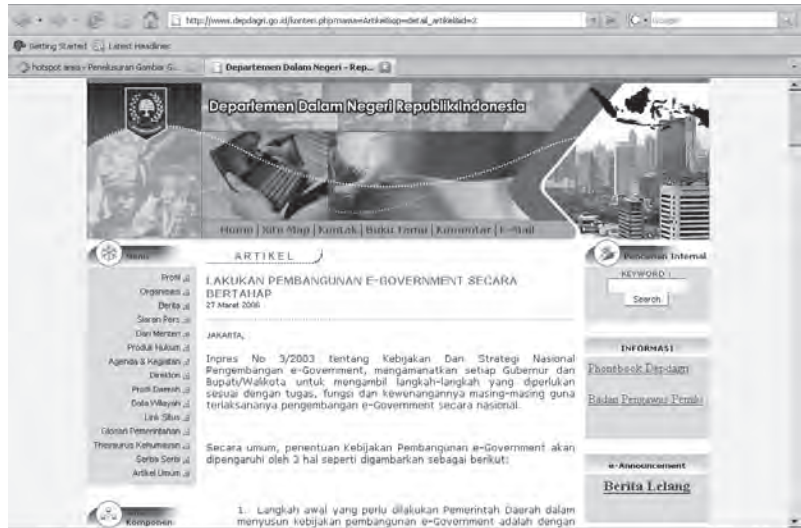 http://www.depdagri.go.id/konten.php?nama=Artikel&op=detail_artikel&id=2
Getting Started Latest Headlines
hotspot area - Penelusuran Gambar G...
Departemen Dalam Negeri - Rep...
Departemen Dalam Negeri Republik Indonesia
Home | Site Map | Kontak | Buku Tamu | Komentar | E-Mail
Menu
Profil
Organisasi
Berita
Siaran Pers
Dari Menteri
Produk Hukum
Agenda & Kegiatan
Direktori
Profil Daerah
Data Wilayah
Link Situs
Glosari Pemerintahan
Thesaurus Kehumasan
Serba Serbi
Artikel Umum
Komponen
ARTIKEL
LAKUKAN PEMBANGUNAN E-GOVERNMENT SECARA
BERTAHAP
27 Maret 2006
JAKARTA,
Inpres No 3/2003 tentang Kebijakan Dan Strategi Nasional
Pengembangan e-Government, mengamanatkan setiap Gubernur dan
Bupati/Walikota untuk mengambil langkah-langkah yang diperlukan
sesuai dengan tugas, fungsi dan kewenangannya masing-masing guna
terlaksananya pengembangan e-Government secara nasional.
Secara umum, penentuan Kebijakan Pembangunan e-Government akan
dipengaruhi oleh 3 hal seperti digambarkan sebagai berikut:
1. Langkah awal yang perlu dilakukan Pemerintah Daerah dalam
menyusun kebijakan pembangunan e-Government adalah dengan
Pencarian Internal
KEYWORD :
Search
INFORMASI
Phonebook Depdagri
Badan Pengawas Pemilu
e-Announcement
Berita Lelang